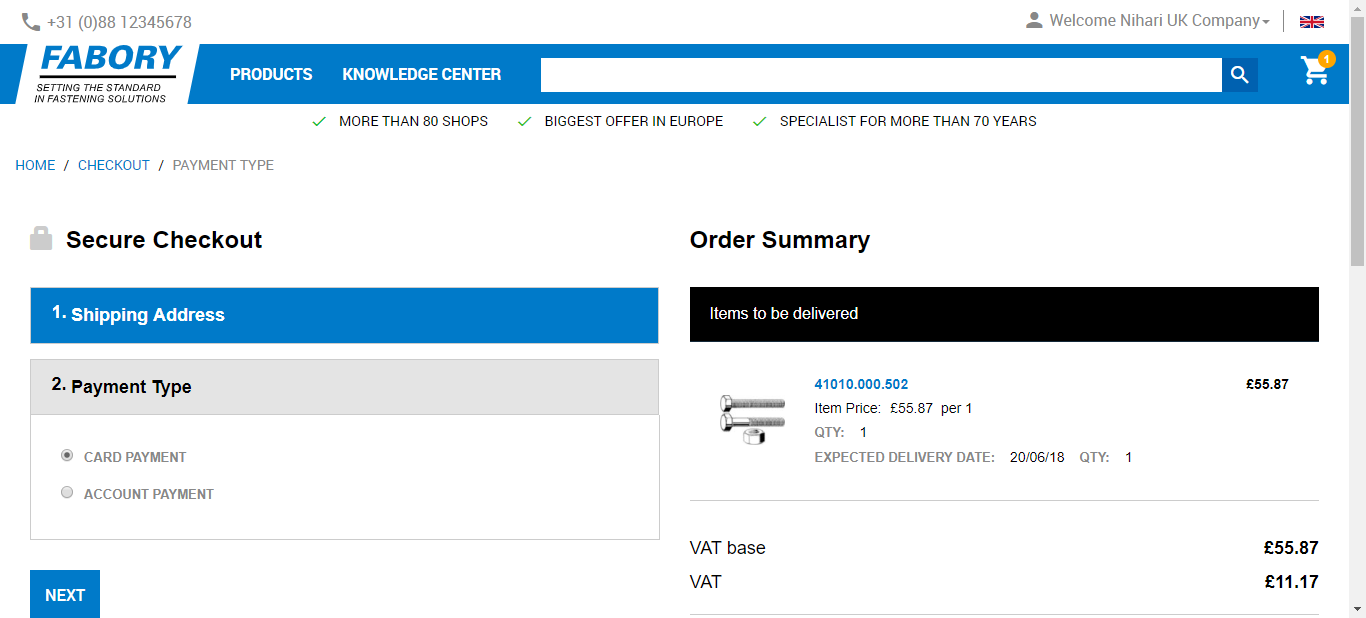 +31 (0)88 12345678
Welcome Nihari UK Company
FABORY
SETTING THE STANDARD
IN FASTENING SOLUTIONS
PRODUCTS KNOWLEDGE CENTER
1
MORE THAN 80 SHOPS BIGGEST OFFER IN EUROPE SPECIALIST FOR MORE THAN 70 YEARS
HOME / CHECKOUT / PAYMENT TYPE
Secure Checkout
1. Shipping Address
2. Payment Type
CARD PAYMENT
ACCOUNT PAYMENT
NEXT
Order Summary
Items to be delivered
41010.000.502 £55.87
Item Price: £55.87 per 1
QTY: 1
EXPECTED DELIVERY DATE: 20/06/18 QTY: 1
VAT base £55.87
VAT £11.17